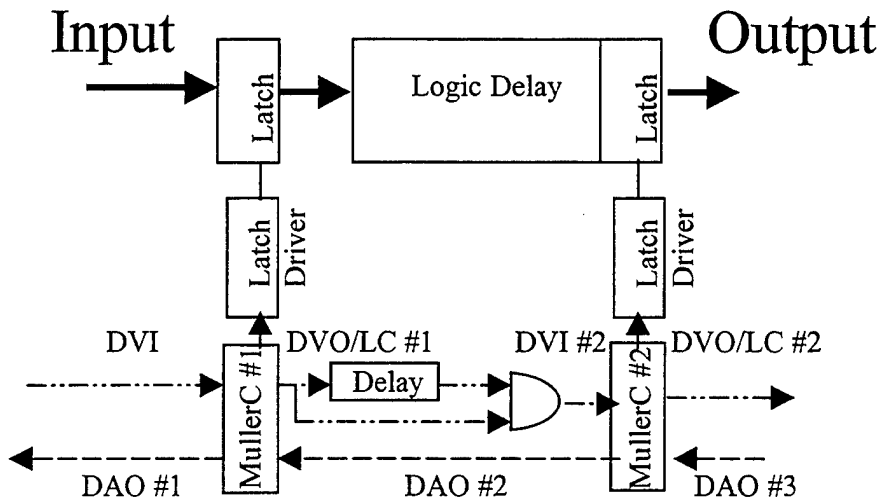 Input
Output
Latch
Logic Delay
Latch
Latch
Driver
Latch
Driver
DVI
DVO/LC #1
DVI #2
DVO/LC #2
MullerC #1
Delay
MullerC #2
DAO #1
DAO #2
DAO #3